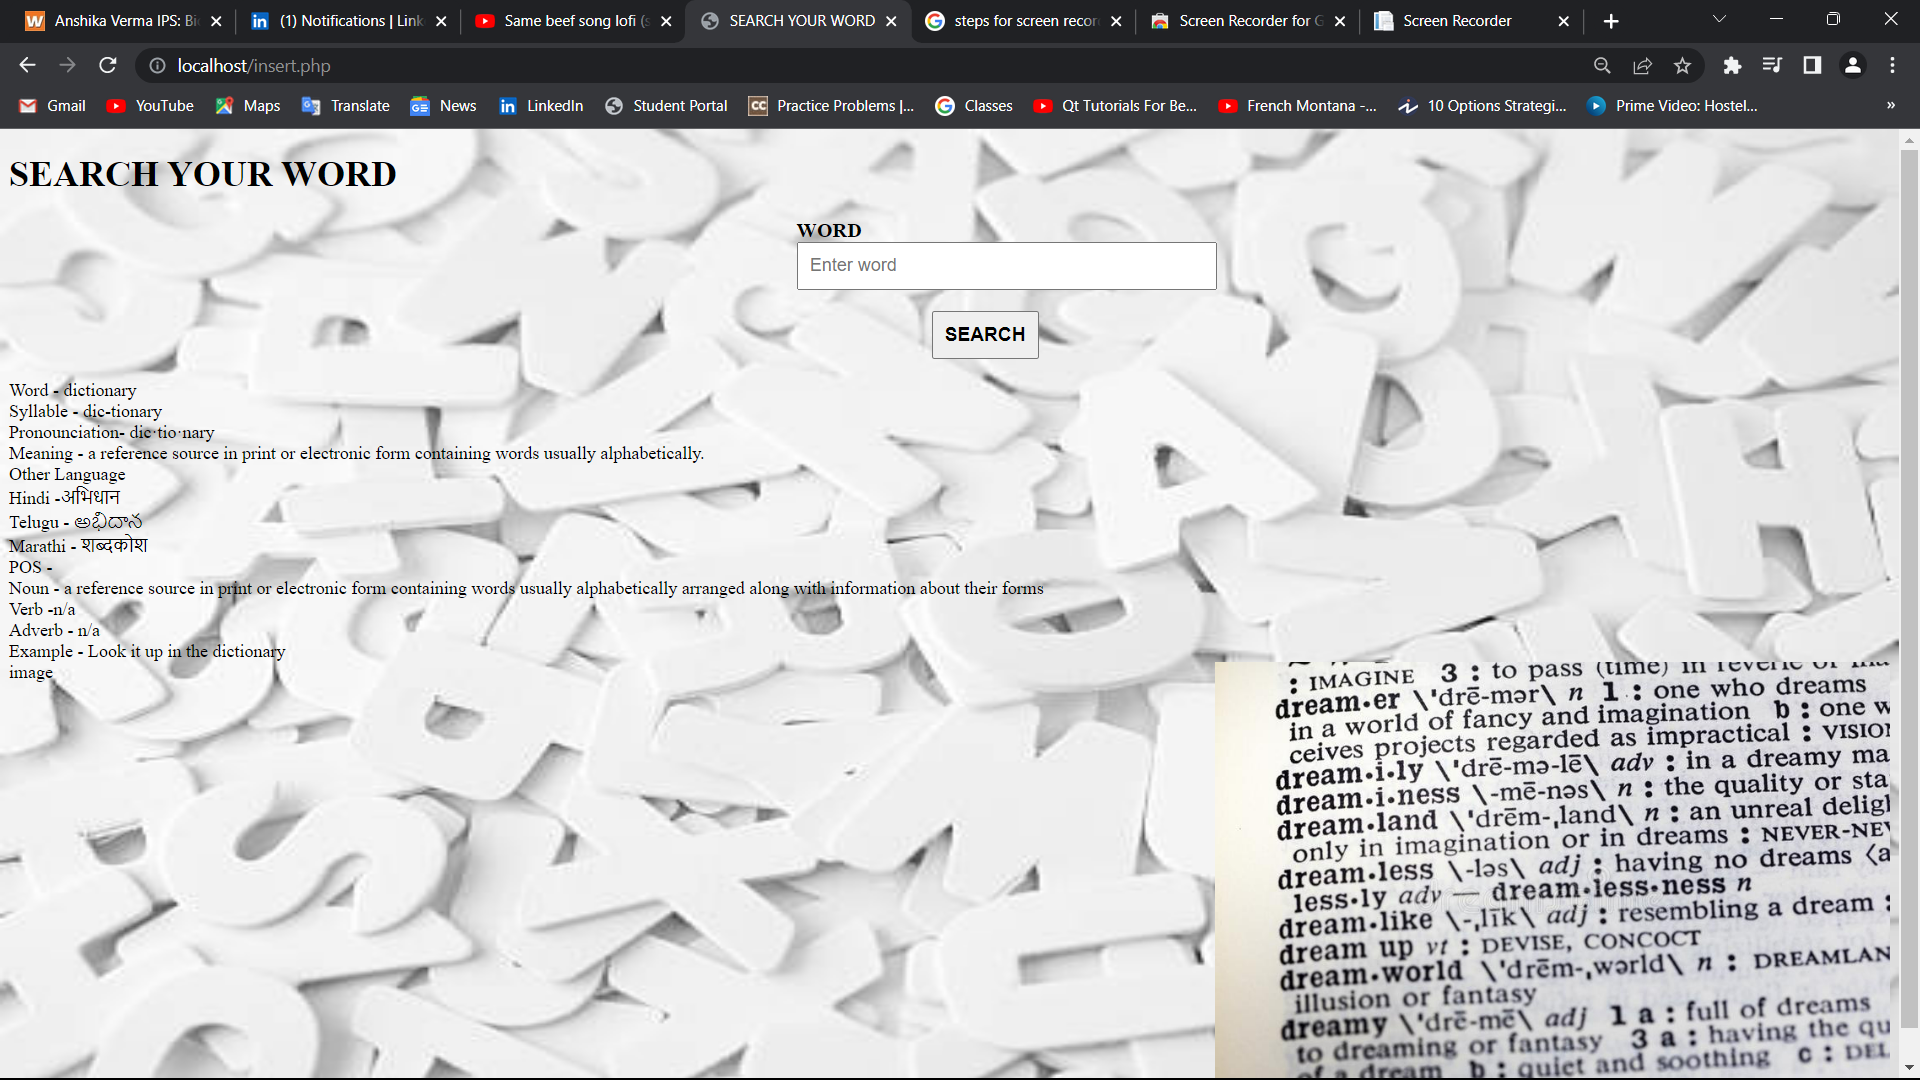 Anshika Verma IPS: Bi
(1) Notifications | Link
Same beef song lofi (s
SEARCH YOUR WORD
steps for screen recor
Screen Recorder for G
Screen Recorder
localhost/insert.php
Gmail
YouTube
Maps
Translate
News
LinkedIn
Student Portal
Practice Problems |...
Classes
Qt Tutorials For Be...
French Montana -...
10 Options Strategi...
Prime Video: Hostel...
»
SEARCH YOUR WORD
WORD
Enter word
SEARCH
Word - dictionary
Syllable - dic-tionary
Pronounciation- dic·tio·nary
Meaning - a reference source in print or electronic form containing words usually alphabetically.
Other Language
Hindi -अभिधान
Telugu - అభిదాన
Marathi - शब्दकोश
POS -
Noun - a reference source in print or electronic form containing words usually alphabetically arranged along with information about their forms
Verb -n/a
Adverb - n/a
Example - Look it up in the dictionary
image
: IMAGINE 3 : to pass (time) in reverie or
dream•er \'drē-mər\ n 1 : one who dreams
in a world of fancy and imagination b : one w
ceives projects regarded as impractical : VISION
dream•i•ly \'drē-mə-lē\ adv : in a dreamy ma
dream•i•ness \-mē-nəs\ n : the quality or sta
dream•land \'drēm-ˌland\ n : an unreal deligh
only in imagination or in dreams : NEVER-NEV
dream•less \-ləs\ adj : having no dreams ⟨a
less•ly adv — dream•less•ness n
dream•like \-ˌlīk\ adj : resembling a dream :
dream up vt : DEVISE, CONCOCT
dream•world \'drēm-ˌwərld\ n : DREAMLAN
illusion or fantasy
dreamy \'drē-mē\ adj 1 a : full of dreams
to dreaming or fantasy 3 a : having the qu
of a dream b : quiet and soothing c : DEL